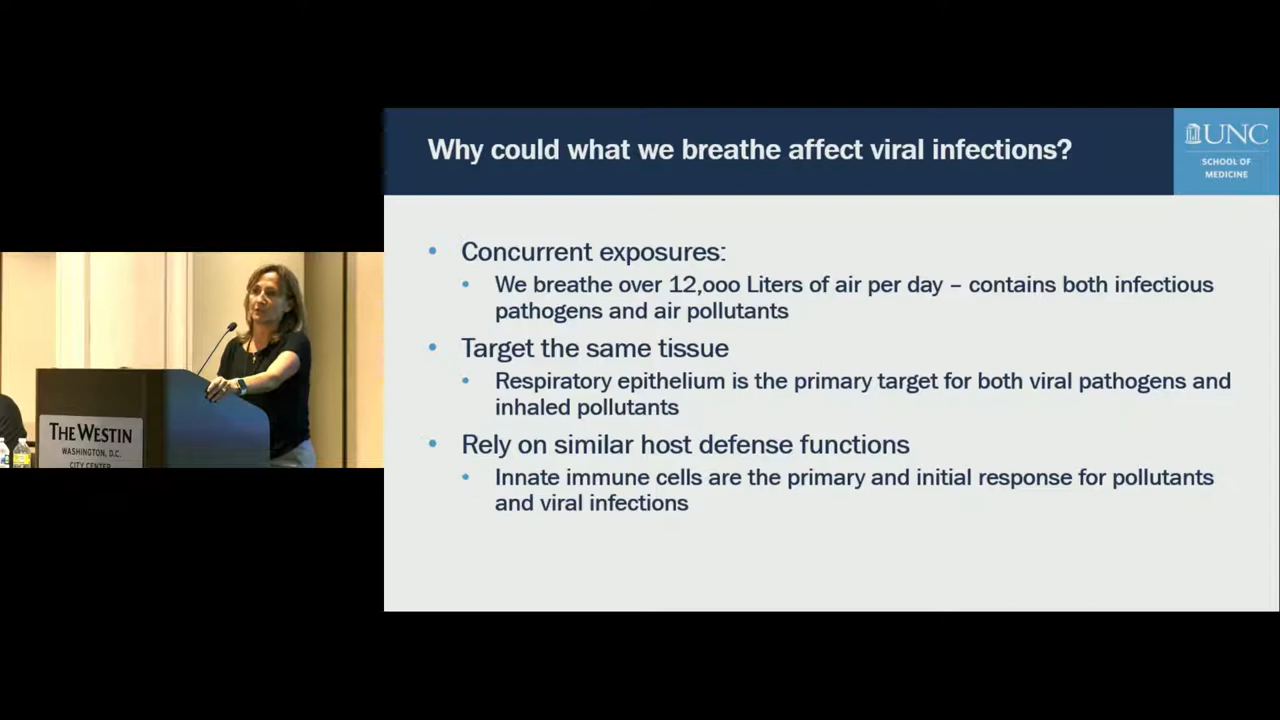 Why could what we breathe affect viral infections?
UNC
SCHOOL OF
MEDICINE
• Concurrent exposures:
• We breathe over 12,ooo Liters of air per day – contains both infectious
pathogens and air pollutants
• Target the same tissue
• Respiratory epithelium is the primary target for both viral pathogens and
inhaled pollutants
• Rely on similar host defense functions
• Innate immune cells are the primary and initial response for pollutants
and viral infections
THE WESTIN
WASHINGTON, D.C.
CITY CENTER